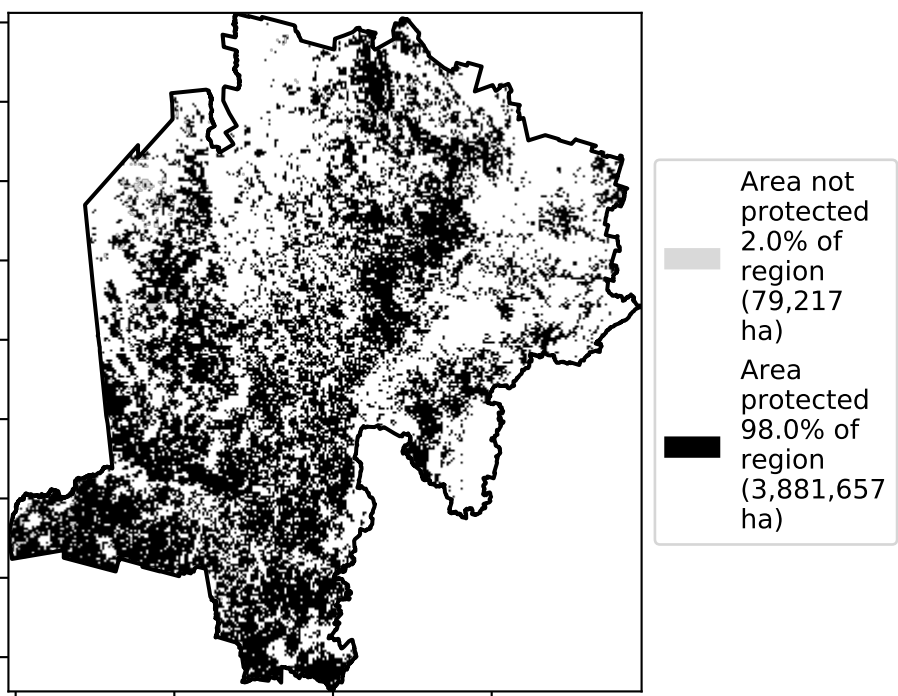 Area not
protected
2.0% of
region
(79,217
ha)
Area
protected
98.0% of
region
(3,881,657
ha)